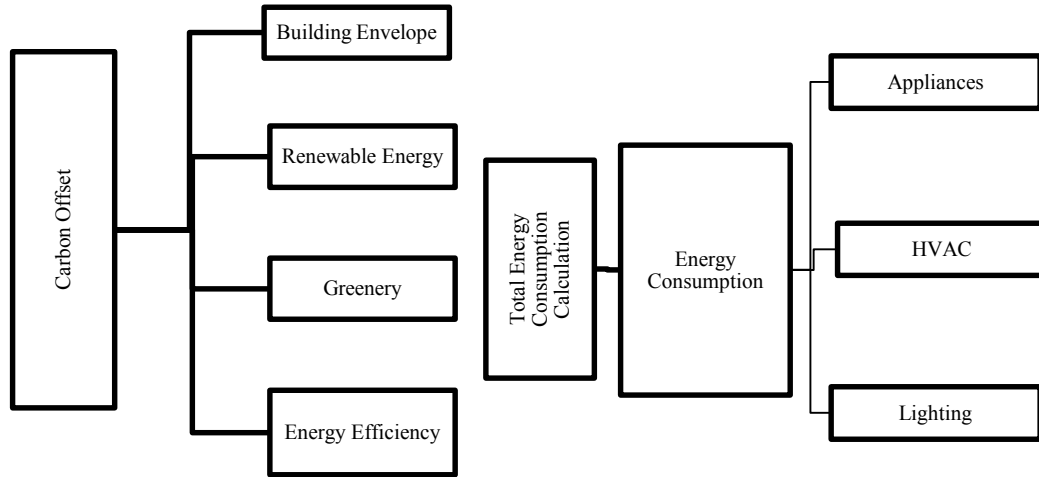 Carbon Offset
Building Envelope
Renewable Energy
Greenery
Energy Efficiency
Total Energy
Consumption
Calculation
Energy
Consumption
Appliances
HVAC
Lighting